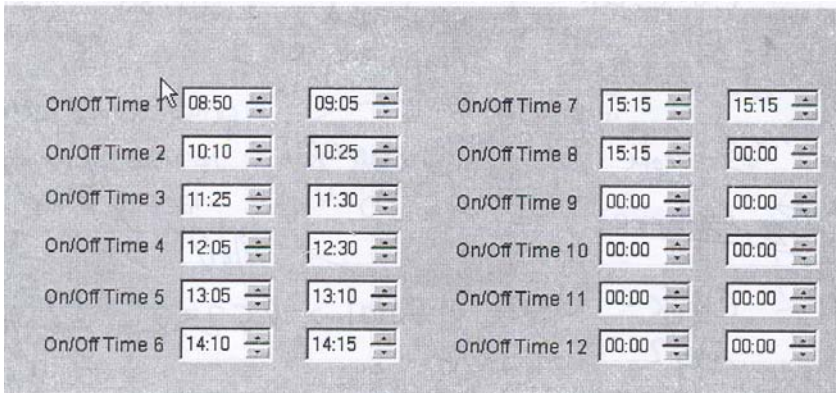 On/Off Time 1 08:50 09:05
On/Off Time 2 10:10 10:25
On/Off Time 3 11:25 11:30
On/Off Time 4 12:05 12:30
On/Off Time 5 13:05 13:10
On/Off Time 6 14:10 14:15
On/Off Time 7 15:15 15:15
On/Off Time 8 15:15 00:00
On/Off Time 9 00:00 00:00
On/Off Time 10 00:00 00:00
On/Off Time 11 00:00 00:00
On/Off Time 12 00:00 00:00